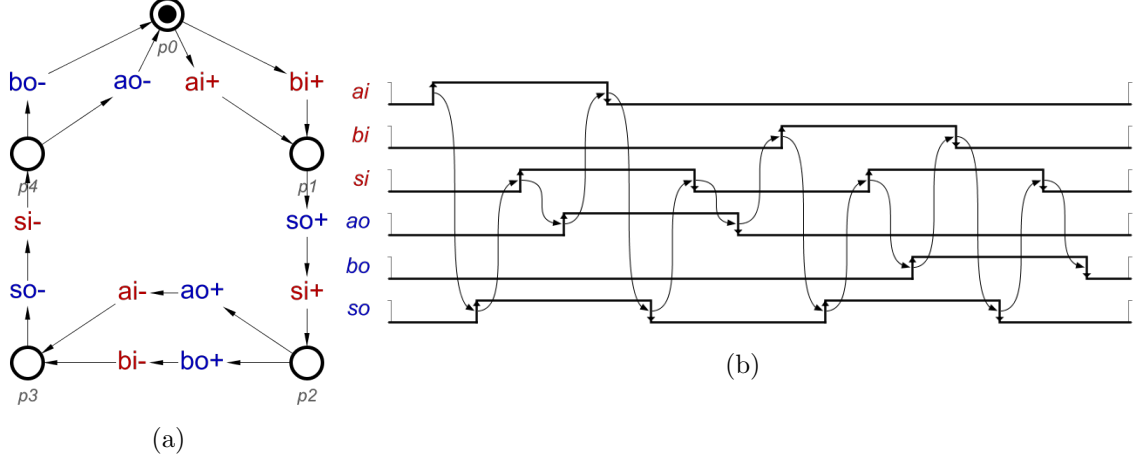 p0
bo-
ao-
ai+
bi+
p4
p1
si-
so+
so-
ai-
ao+
si+
bi-
bo+
p3
p2
(a)
ai
bi
si
ao
bo
so
(b)